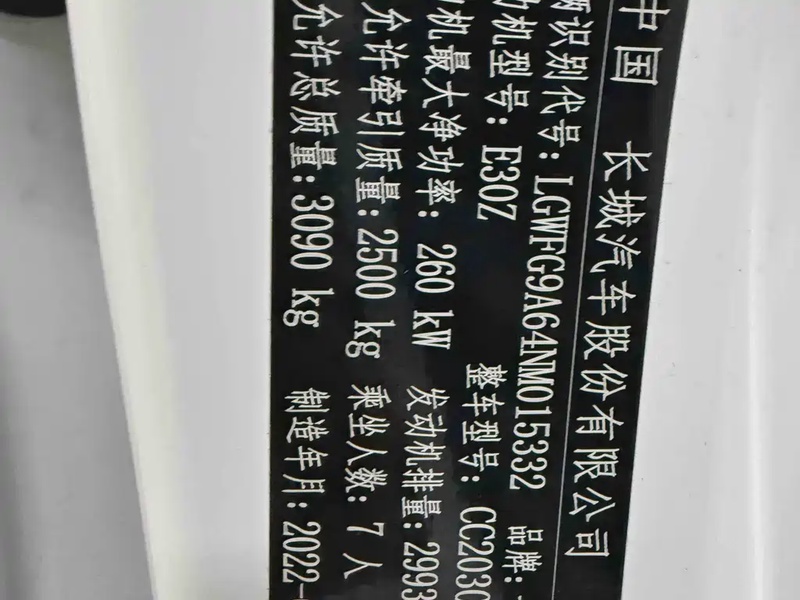 中国 长城汽车股份有限公司
辆识别代号：LGWFG9A64NM015332 品牌：
动机型号：E30Z 整车型号：CC2030
机最大净功率：260 kW 发动机排量：2993
允许牵引质量：2500 kg 乘坐人数：7 人
允许总质量：3090 kg 制造年月：2022-